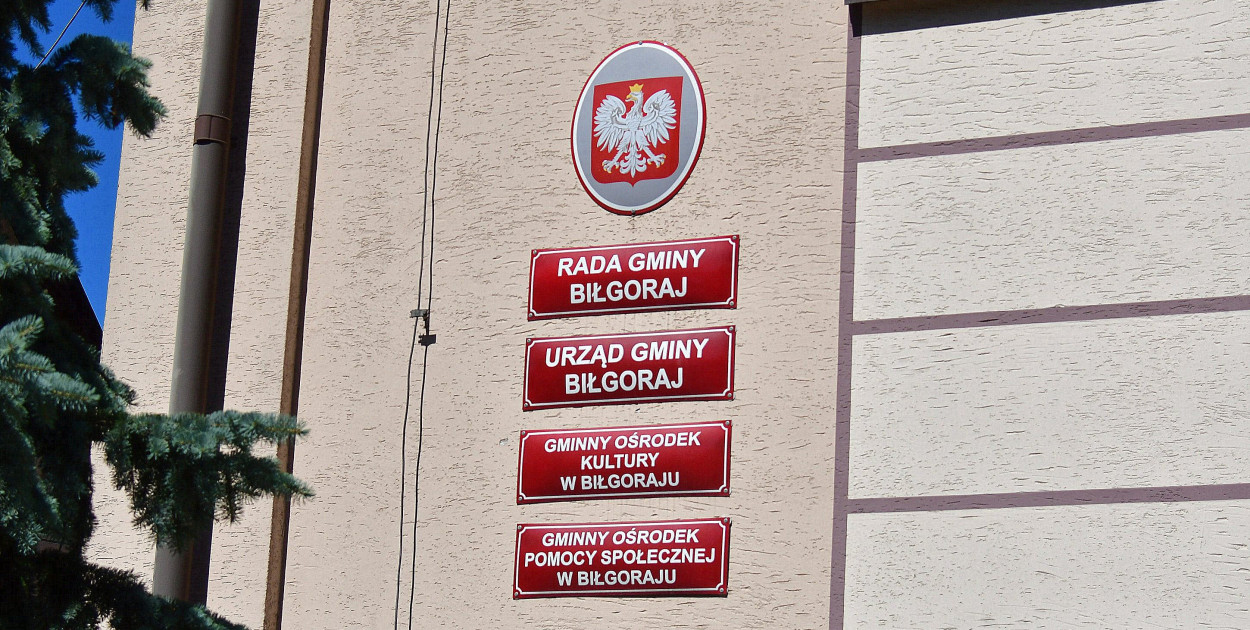 RADA GMINY
BIŁGORAJ
URZĄD GMINY
BIŁGORAJ
GMINNY OŚRODEK
KULTURY
W BIŁGORAJU
GMINNY OŚRODEK
POMOCY SPOŁECZNEJ
W BIŁGORAJU